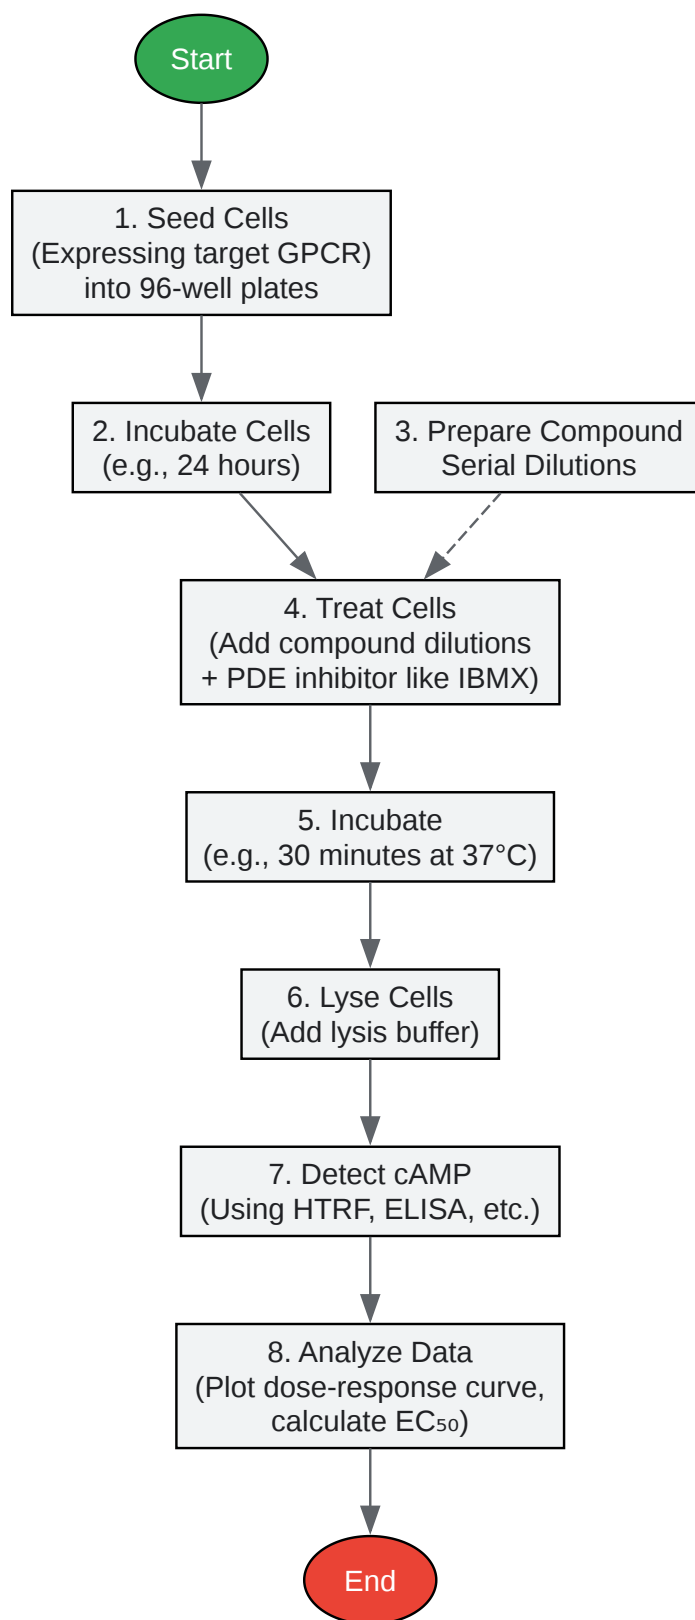 Start
1. Seed Cells
(Expressing target GPCR)
into 96-well plates
2. Incubate Cells
(e.g., 24 hours)
3. Prepare Compound
Serial Dilutions
4. Treat Cells
(Add compound dilutions
+ PDE inhibitor like IBMX)
5. Incubate
(e.g., 30 minutes at 37°C)
6. Lyse Cells
(Add lysis buffer)
7. Detect cAMP
(Using HTRF, ELISA, etc.)
8. Analyze Data
(Plot dose-response curve,
calculate EC₅₀)
End